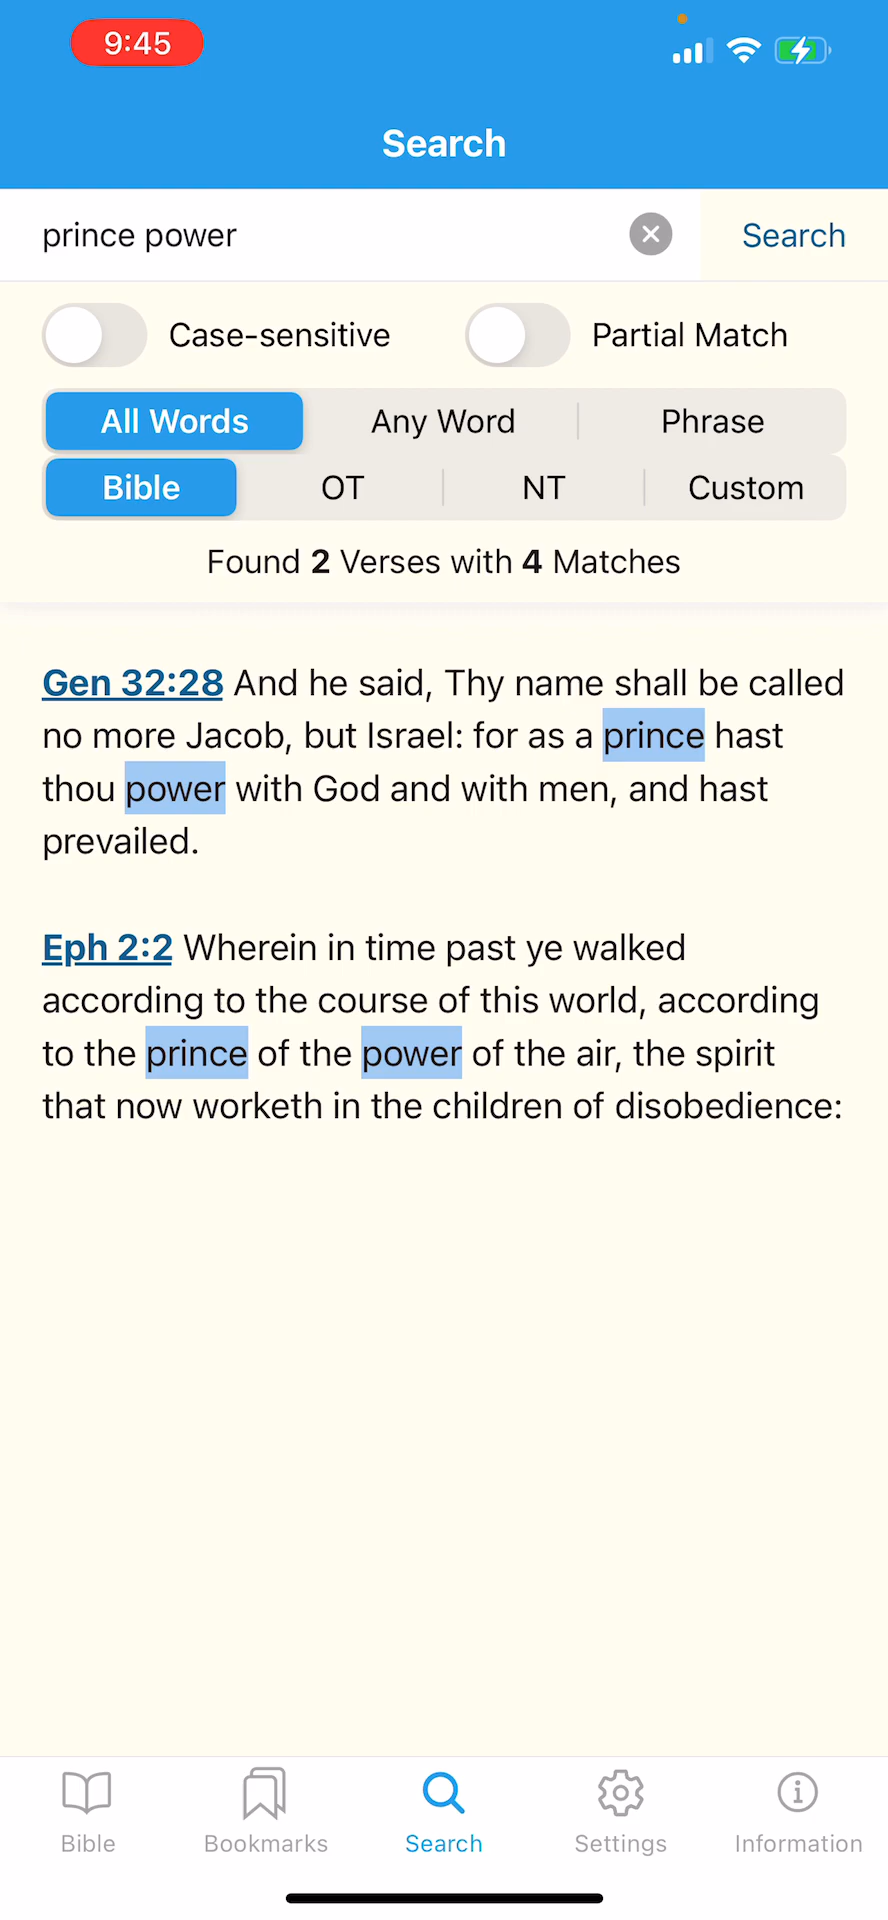 9:45
Search
prince power
Search
Case-sensitive
Partial Match
All Words
Any Word
Phrase
Bible
OT
NT
Custom
Found 2 Verses with 4 Matches
Gen 32:28 And he said, Thy name shall be called
no more Jacob, but Israel: for as a prince hast
thou power with God and with men, and hast
prevailed.
Eph 2:2 Wherein in time past ye walked
according to the course of this world, according
to the prince of the power of the air, the spirit
that now worketh in the children of disobedience:
Bible
Bookmarks
Search
Settings
Information